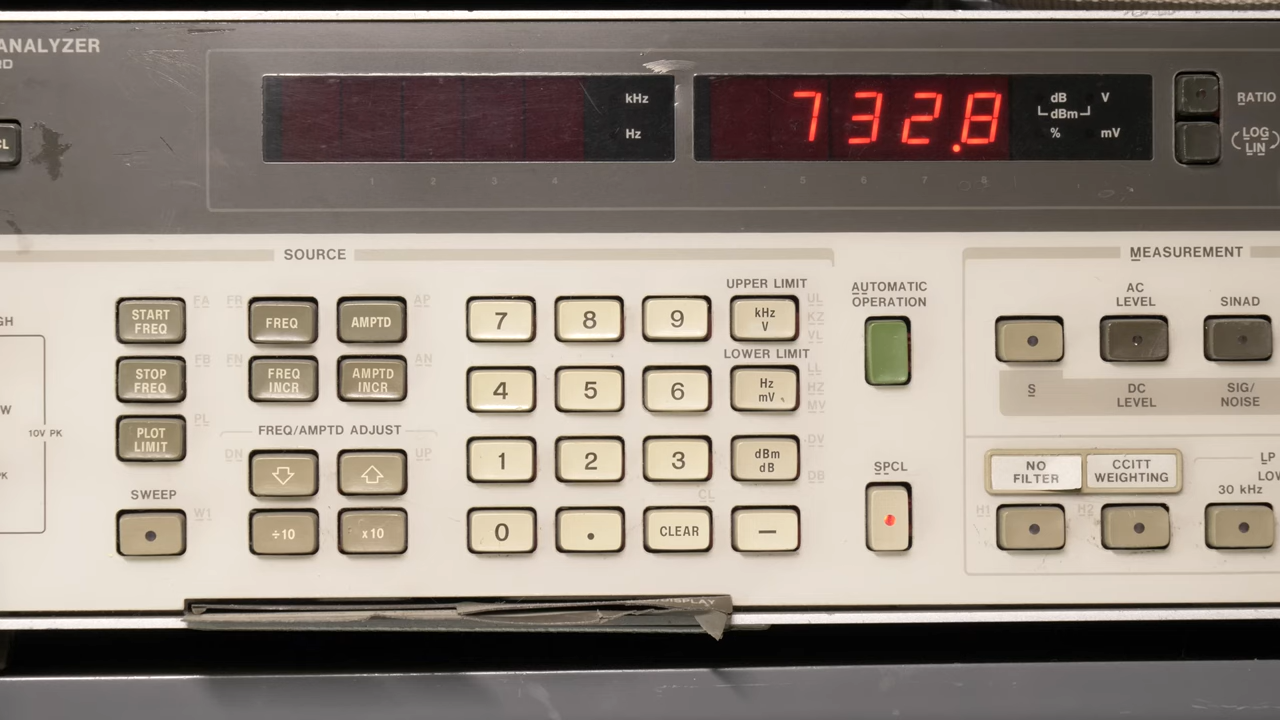 ANALYZER
kHz
Hz
732.8
dB V
dBm
% mV
RATIO
LOG
LIN
CL
1 2 3 4
5 6 7 8
SOURCE
MEASUREMENT
START
FREQ
FA
FR
FREQ
AMPTD
AP
7
8
9
UPPER LIMIT
kHz
V
UL
KZ
VL
AUTOMATIC
OPERATION
AC
LEVEL
SINAD
STOP
FREQ
FB
FN
FREQ
INCR
AMPTD
INCR
AN
4
5
6
LOWER LIMIT
Hz
mV
LL
HZ
MV
S
DC
LEVEL
SIG/
NOISE
10V PK
PLOT
LIMIT
PL
FREQ/AMPTD ADJUST
DN
UP
1
2
3
dBm
dB
DV
DB
SPCL
NO
FILTER
CCITT
WEIGHTING
LP
30 kHz
SWEEP
W1
÷10
x10
0
.
CL
CLEAR
–
H1
H2
DISPLAY